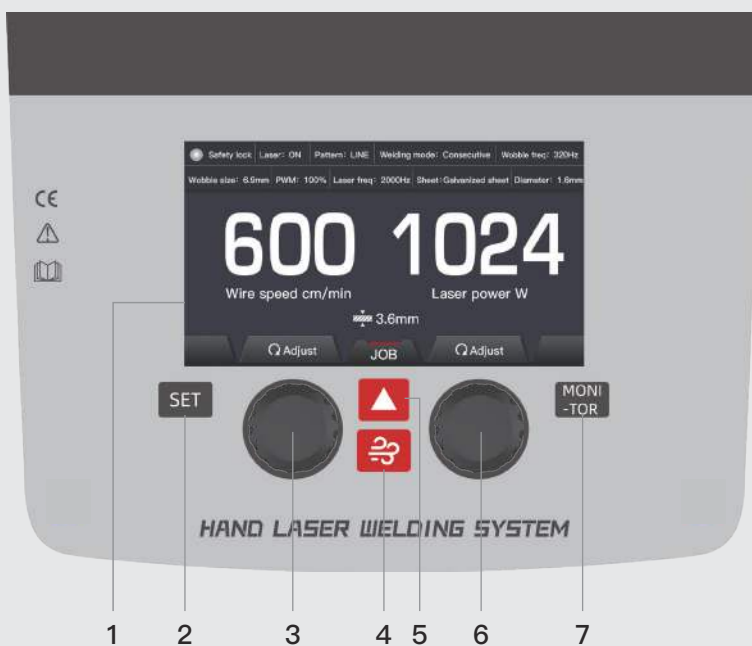 Safety lock Laser: ON Pattern: LINE Welding mode: Consecutive Wobble freq: 320Hz
Wobble size: 6.9mm PWM: 100% Laser freq: 2000Hz Sheet: Galvanized sheet Diameter: 1.6mm
CE
600 1024
Wire speed cm/min Laser power W
3.6mm
Adjust JOB Adjust
SET
MONI
-TOR
HAND LASER WELDING SYSTEM
1 2 3 4 5 6 7